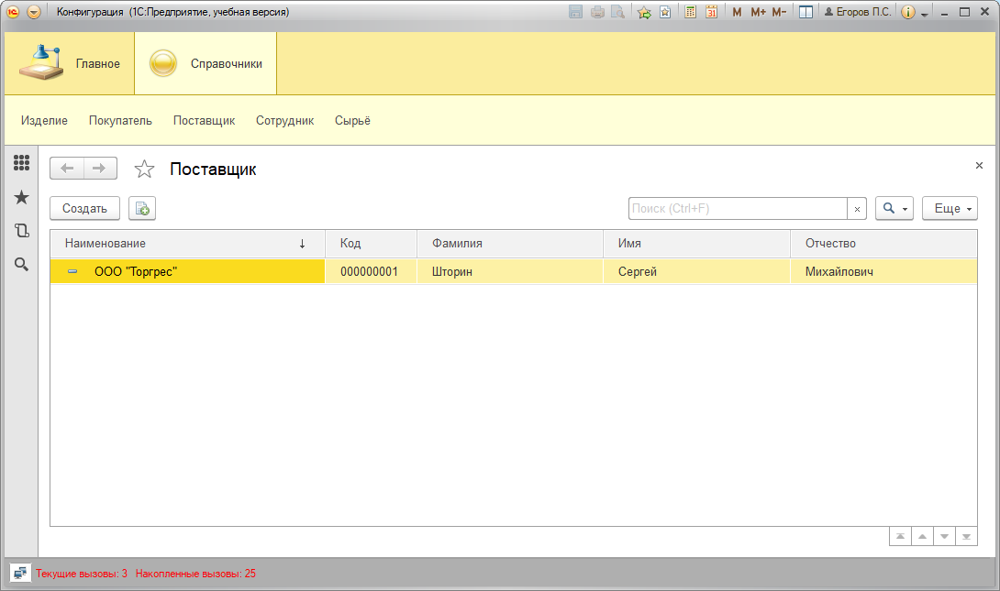 Конфигурация (1С:Предприятие, учебная версия) 31 M M+ M- Егоров П.С.
Главное Справочники
Изделие Покупатель Поставщик Сотрудник Сырьё
Поставщик
Создать Поиск (Ctrl+F) × Еще
Наименование ↓ Код Фамилия Имя Отчество
ООО "Торгрес" 000000001 Шторин Сергей Михайлович
Текущие вызовы: 3 Накопленные вызовы: 25